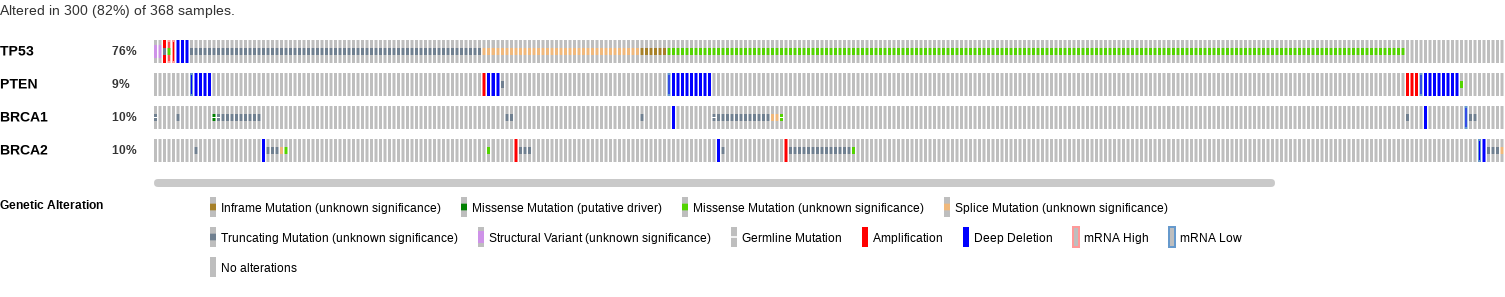 Altered in 300 (82%) of 368 samples.
TP53 76%
PTEN 9%
BRCA1 10%
BRCA2 10%
Genetic Alteration Inframe Mutation (unknown significance) Missense Mutation (putative driver) Missense Mutation (unknown significance) Splice Mutation (unknown significance)
Truncating Mutation (unknown significance) Structural Variant (unknown significance) Germline Mutation Amplification Deep Deletion mRNA High mRNA Low
No alterations